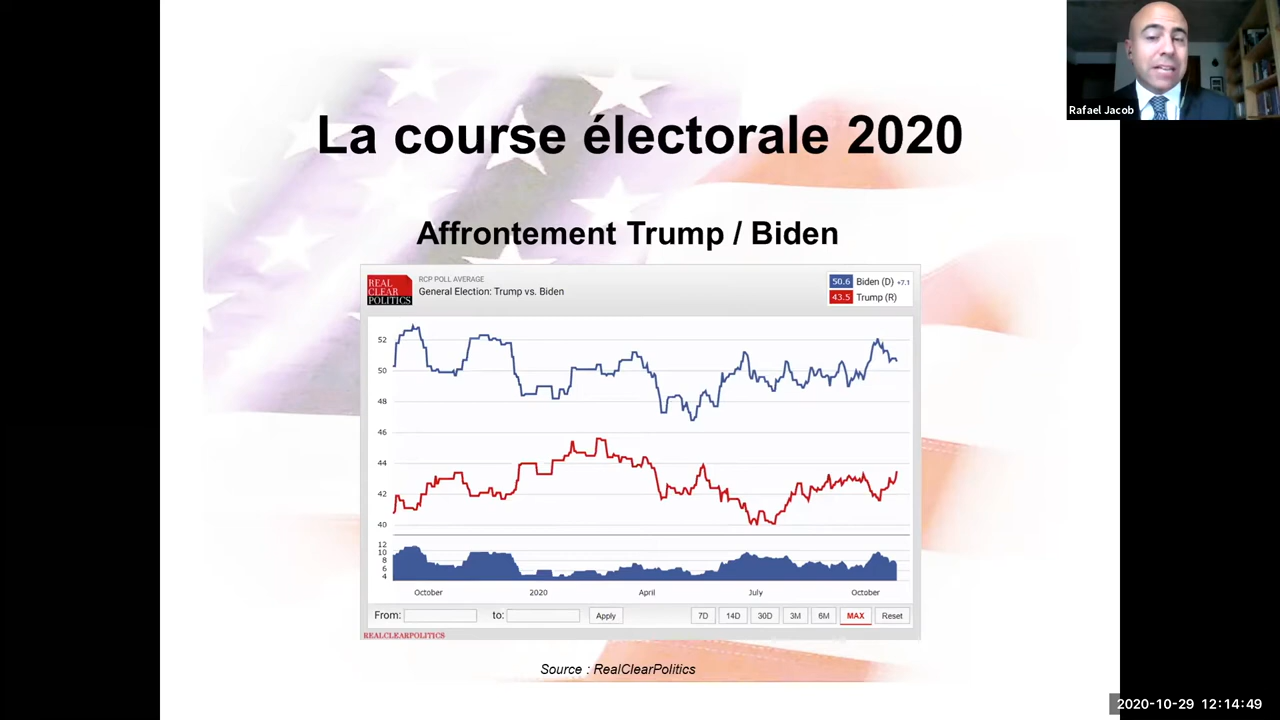 Rafael Jacob
La course électorale 2020
Affrontement Trump / Biden
REAL
CLEAR
POLITICS
RCP POLL AVERAGE
General Election: Trump vs. Biden
50.6 Biden (D) +7.1
43.5 Trump (R)
52
50
48
46
44
42
40
12
10
8
6
4
October 2020 April July October
From: to: Apply 7D 14D 30D 3M 6M MAX Reset
REALCLEARPOLITICS
Source : RealClearPolitics
2020-10-29 12:14:49